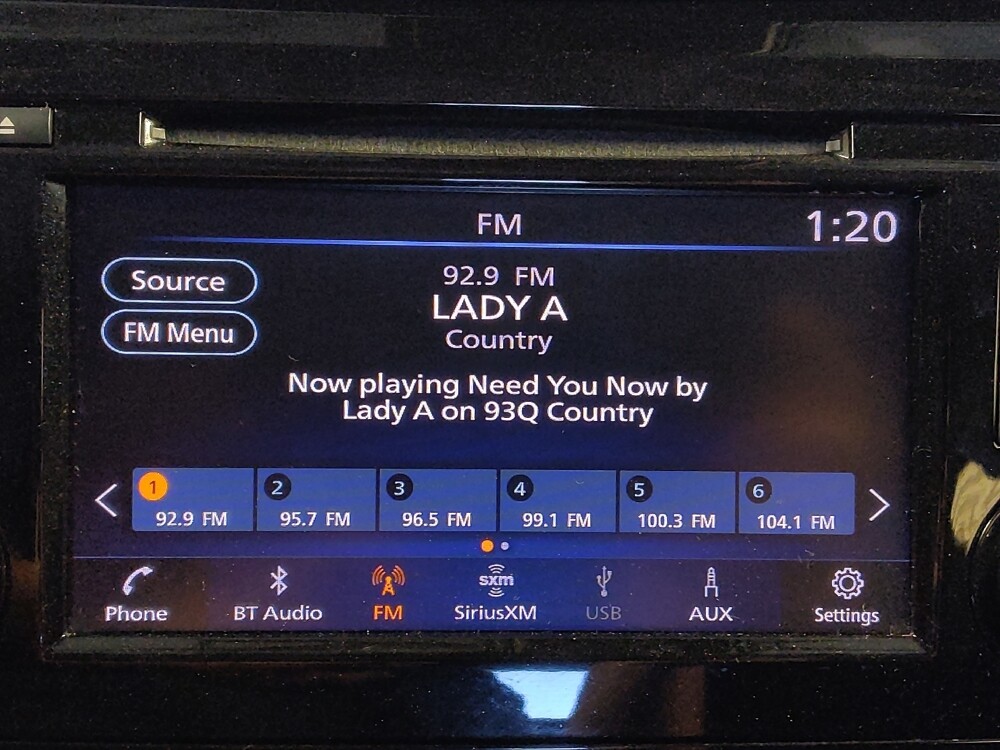 FM
1:20
Source
92.9 FM
LADY A
FM Menu
Country
Now playing Need You Now by
Lady A on 93Q Country
1
92.9 FM
2
95.7 FM
3
96.5 FM
4
99.1 FM
5
100.3 FM
6
104.1 FM
Phone
BT Audio
FM
sxm
SiriusXM
USB
AUX
Settings